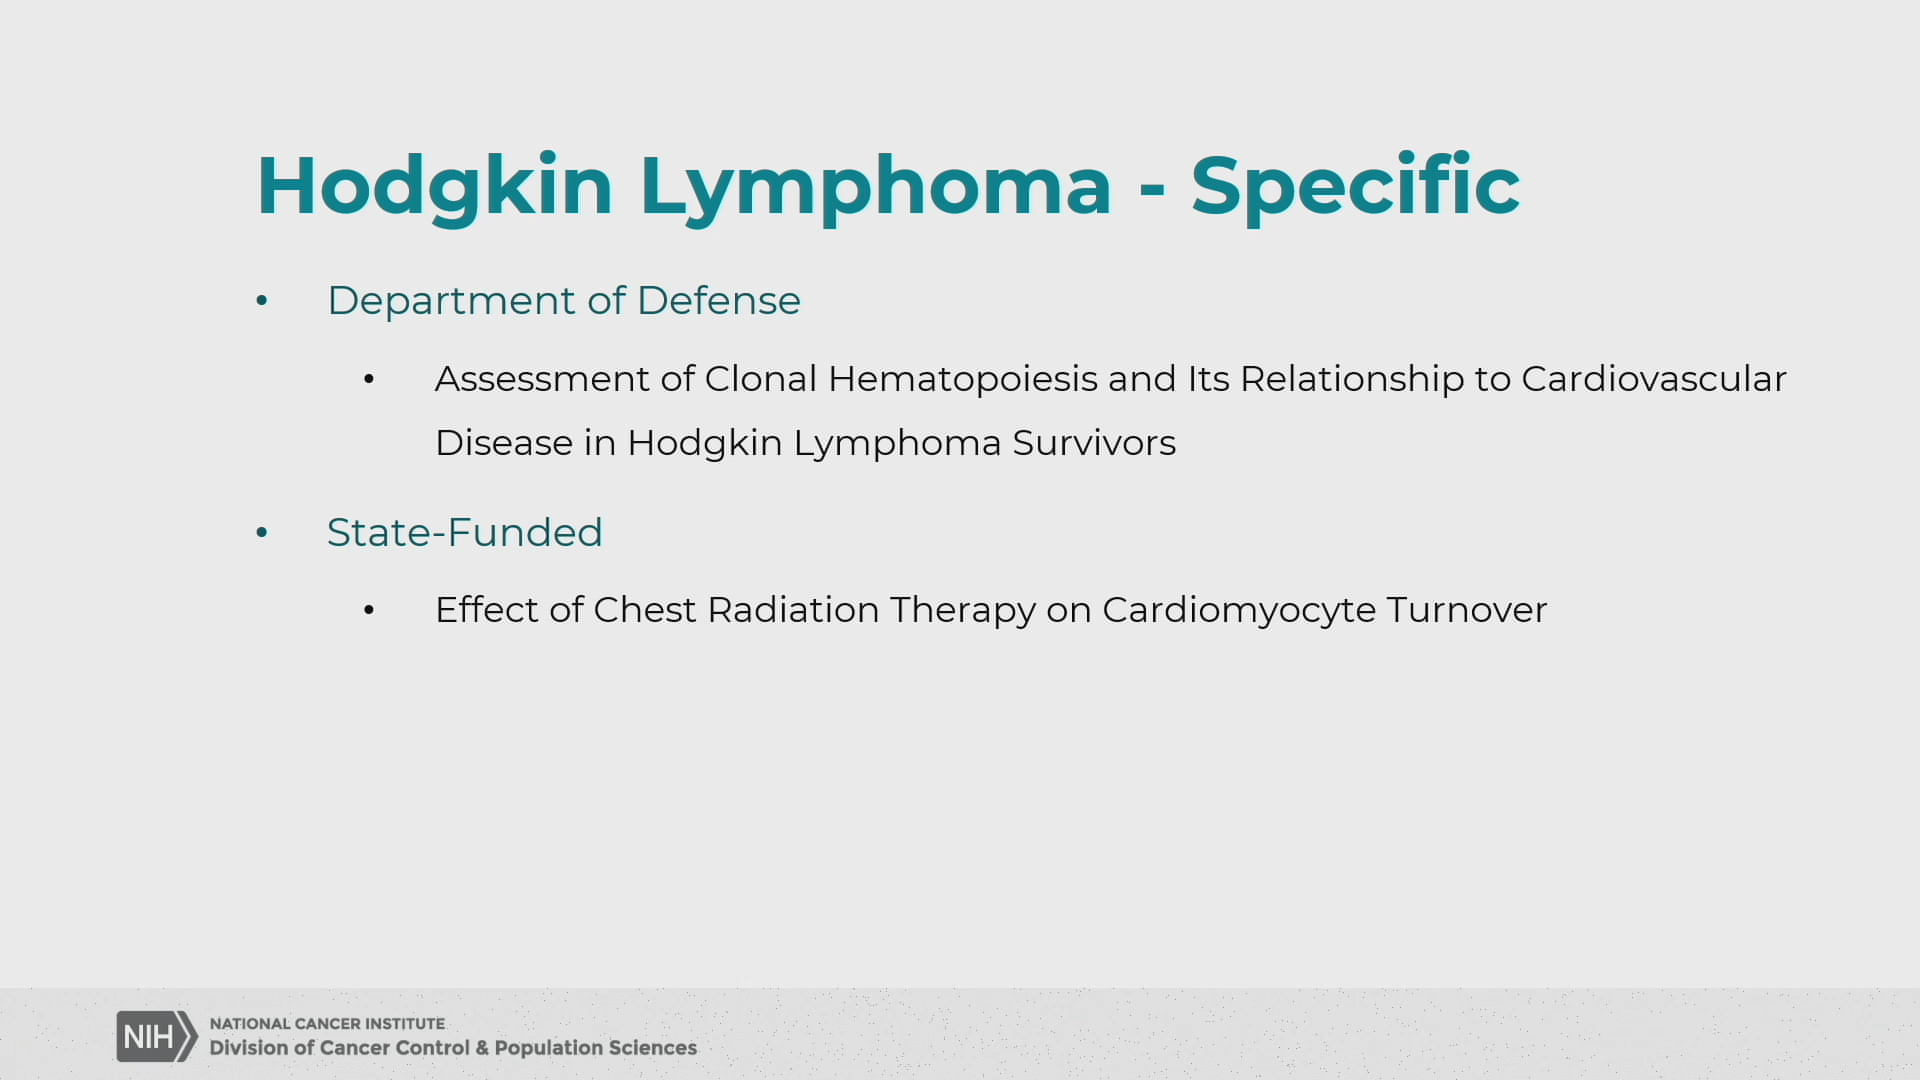 Hodgkin Lymphoma - Specific
• Department of Defense
• Assessment of Clonal Hematopoiesis and Its Relationship to Cardiovascular
Disease in Hodgkin Lymphoma Survivors
• State-Funded
• Effect of Chest Radiation Therapy on Cardiomyocyte Turnover
NIH
NATIONAL CANCER INSTITUTE
Division of Cancer Control & Population Sciences